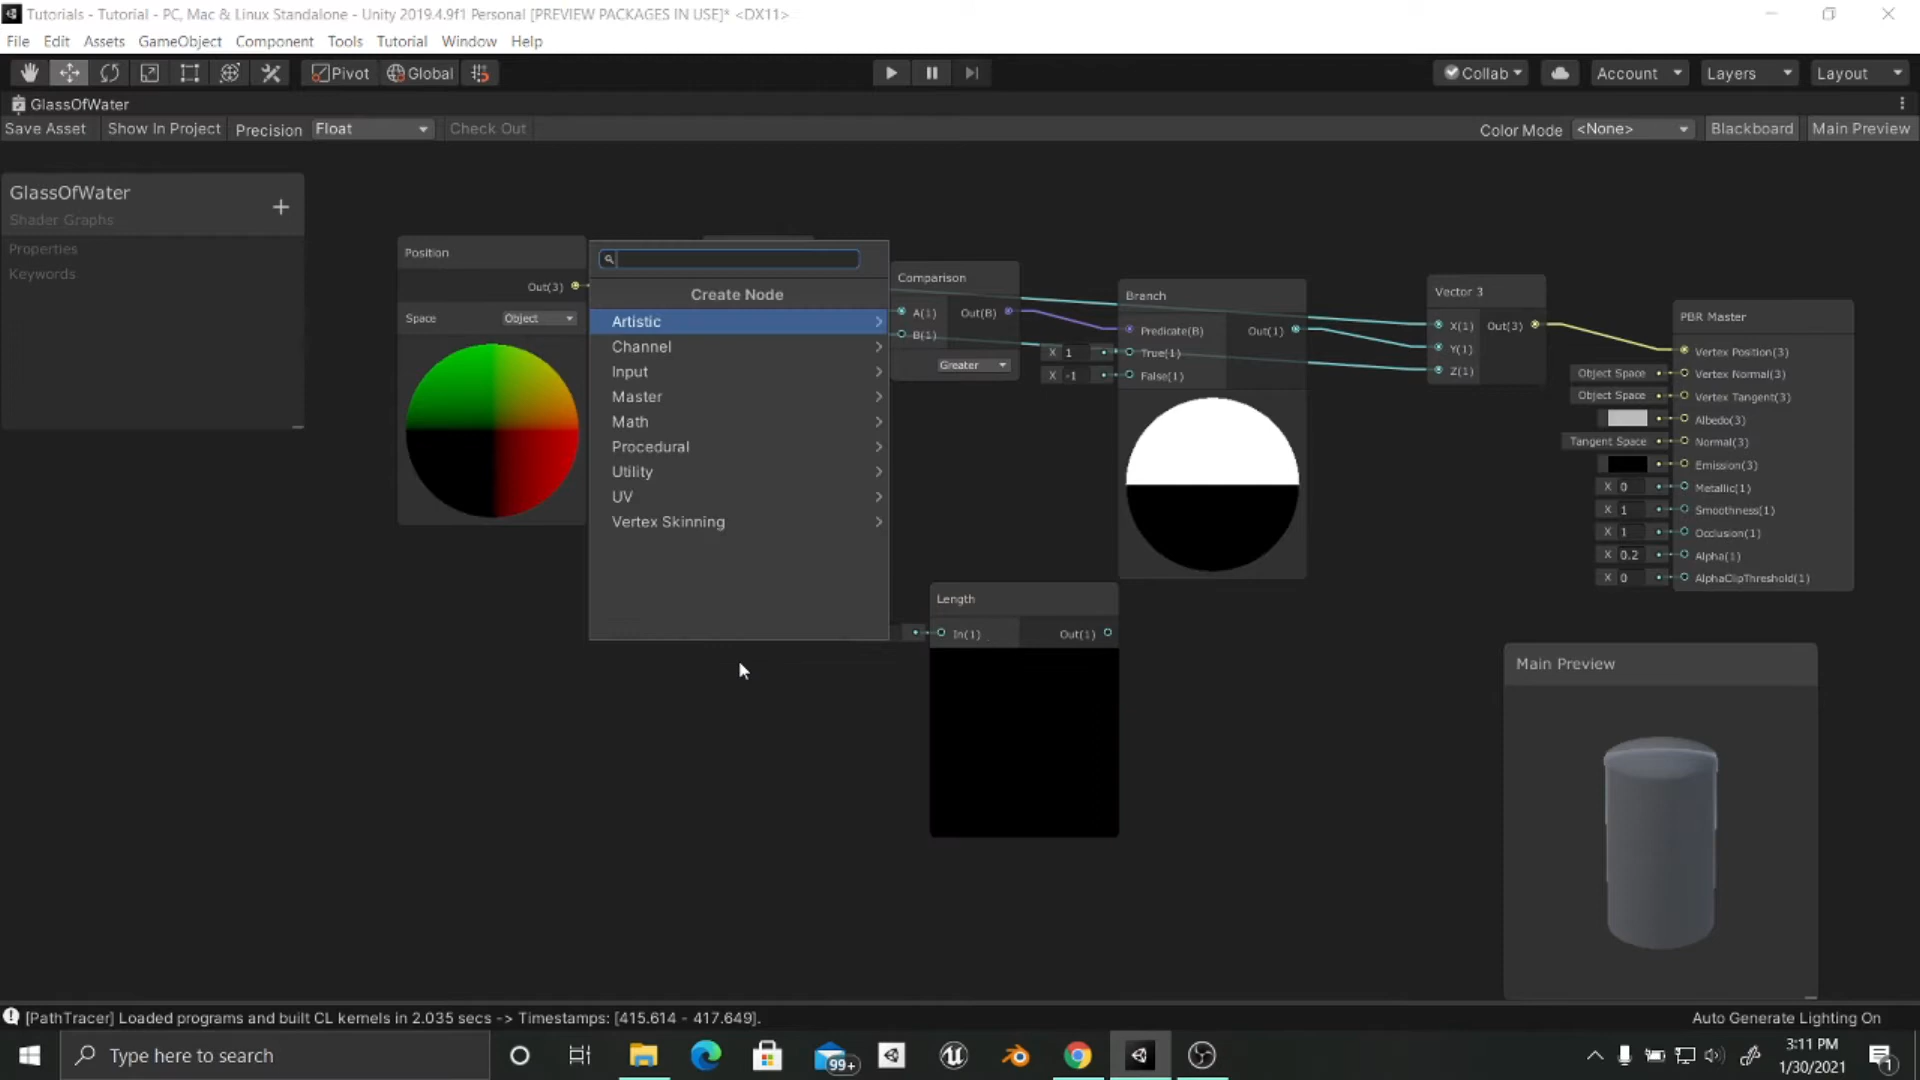 Tutorials - Tutorial - PC, Mac & Linux Standalone - Unity 2019.4.9f1 Personal [PREVIEW PACKAGES IN USE]* <DX11>
File Edit Assets GameObject Component Tools Tutorial Window Help
Pivot Global Collab Account Layers Layout
GlassOfWater
Save Asset Show In Project Precision Float Check Out Color Mode <None> Blackboard Main Preview
GlassOfWater
Shader Graphs
Properties
Keywords
Position
Out(3)
Space Object
Create Node
Artistic
Channel
Input
Master
Math
Procedural
Utility
UV
Vertex Skinning
Comparison
A(1) Out(B)
B(1)
Greater
Branch
Predicate(B) Out(1)
X 1 True(1)
X -1 False(1)
Vector 3
X(1) Out(3)
Y(1)
Z(1)
PBR Master
Vertex Position(3)
Object Space Vertex Normal(3)
Object Space Vertex Tangent(3)
Albedo(3)
Tangent Space Normal(3)
Emission(3)
X 0 Metallic(1)
X 1 Smoothness(1)
X 1 Occlusion(1)
X 0.2 Alpha(1)
X 0 AlphaClipThreshold(1)
Length
In(1) Out(1)
Main Preview
[PathTracer] Loaded programs and built CL kernels in 2.035 secs -> Timestamps: [415.614 - 417.649].
Auto Generate Lighting On
Type here to search
99+
3:11 PM
1/30/2021
1